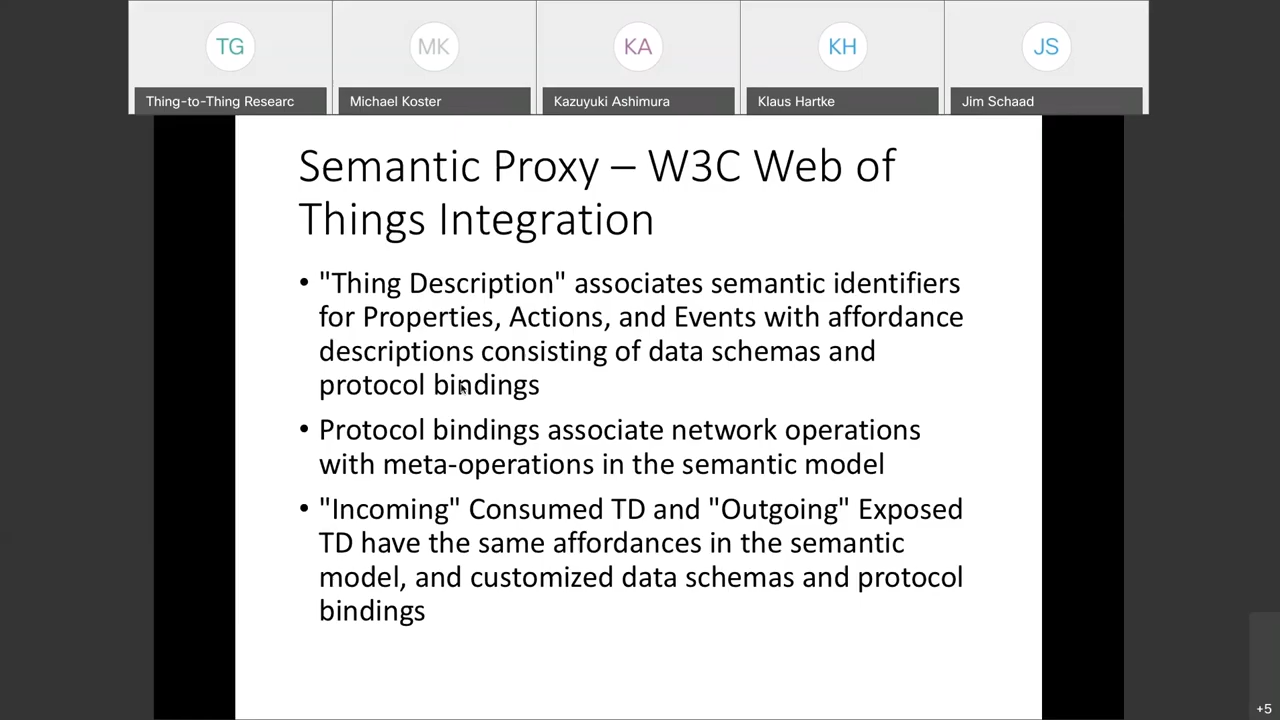 TG
MK
KA
KH
JS
Thing-to-Thing Researc
Michael Koster
Kazuyuki Ashimura
Klaus Hartke
Jim Schaad
Semantic Proxy – W3C Web of
Things Integration
• "Thing Description" associates semantic identifiers
for Properties, Actions, and Events with affordance
descriptions consisting of data schemas and
protocol bindings
• Protocol bindings associate network operations
with meta-operations in the semantic model
• "Incoming" Consumed TD and "Outgoing" Exposed
TD have the same affordances in the semantic
model, and customized data schemas and protocol
bindings
+5